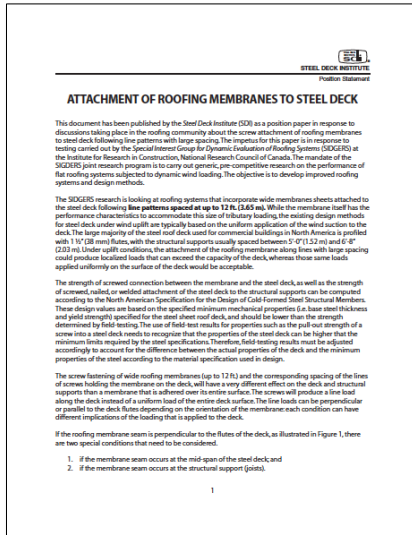 sdi
STEEL DECK INSTITUTE
Position Statement
ATTACHMENT OF ROOFING MEMBRANES TO STEEL DECK
This document has been published by the Steel Deck Institute (SDI) as a position paper in response to
discussions taking place in the roofing community about the screw attachment of roofing membranes
to steel deck following line patterns with large spacing. The impetus for this paper is in response to
testing carried out by the Special Interest Group for Dynamic Evaluation of Roofing Systems (SIGDERS) at
the Institute for Research in Construction, National Research Council of Canada. The mandate of the
SIGDERS joint research program is to carry out generic, pre-competitive research on the performance of
flat roofing systems subjected to dynamic wind loading. The objective is to develop improved roofing
systems and design methods.
The SIDGERS research is looking at roofing systems that incorporate wide membranes sheets attached to
the steel deck following line patterns spaced at up to 12 ft. (3.65 m). While the membrane itself has the
performance characteristics to accommodate this size of tributary loading, the existing design methods
for steel deck under wind uplift are typically based on the uniform application of the wind suction to the
deck. The large majority of the steel roof deck used for commercial buildings in North America is profiled
with 1 ½" (38 mm) flutes, with the structural supports usually spaced between 5'-0" (1.52 m) and 6'-8"
(2.03 m). Under uplift conditions, the attachment of the roofing membrane along lines with large spacing
could produce localized loads that can exceed the capacity of the deck, whereas those same loads
applied uniformly on the surface of the deck would be acceptable.
The strength of screwed connection between the membrane and the steel deck, as well as the strength
of screwed, nailed, or welded attachment of the steel deck to the structural supports can be computed
according to the North American Specification for the Design of Cold-Formed Steel Structural Members.
These design values are based on the specified minimum mechanical properties (i.e. base steel thickness
and yield strength) specified for the steel sheet roof deck, and should be lower than the strength
determined by field-testing. The use of field-test results for properties such as the pull-out strength of a
screw into a steel deck needs to recognize that the properties of the steel deck can be higher that the
minimum limits required by the steel specifications. Therefore, field-testing results must be adjusted
accordingly to account for the difference between the actual properties of the deck and the minimum
properties of the steel according to the material specification used in design.
The screw fastening of wide roofing membranes (up to 12 ft) and the corresponding spacing of the lines
of screws holding the membrane on the deck, will have a very different effect on the deck and structural
supports than a membrane that is adhered over its entire surface. The screws will produce a line load
along the deck instead of a uniform load of the entire deck surface. The line loads can be perpendicular
or parallel to the deck flutes depending on the orientation of the membrane: each condition can have
different implications of the loading that is applied to the deck.
If the roofing membrane seam is perpendicular to the flutes of the deck, as illustrated in Figure 1, there
are two special conditions that need to be considered.
1. if the membrane seam occurs at the mid-span of the steel deck; and
2. if the membrane seam occurs at the structural support (joists).
1